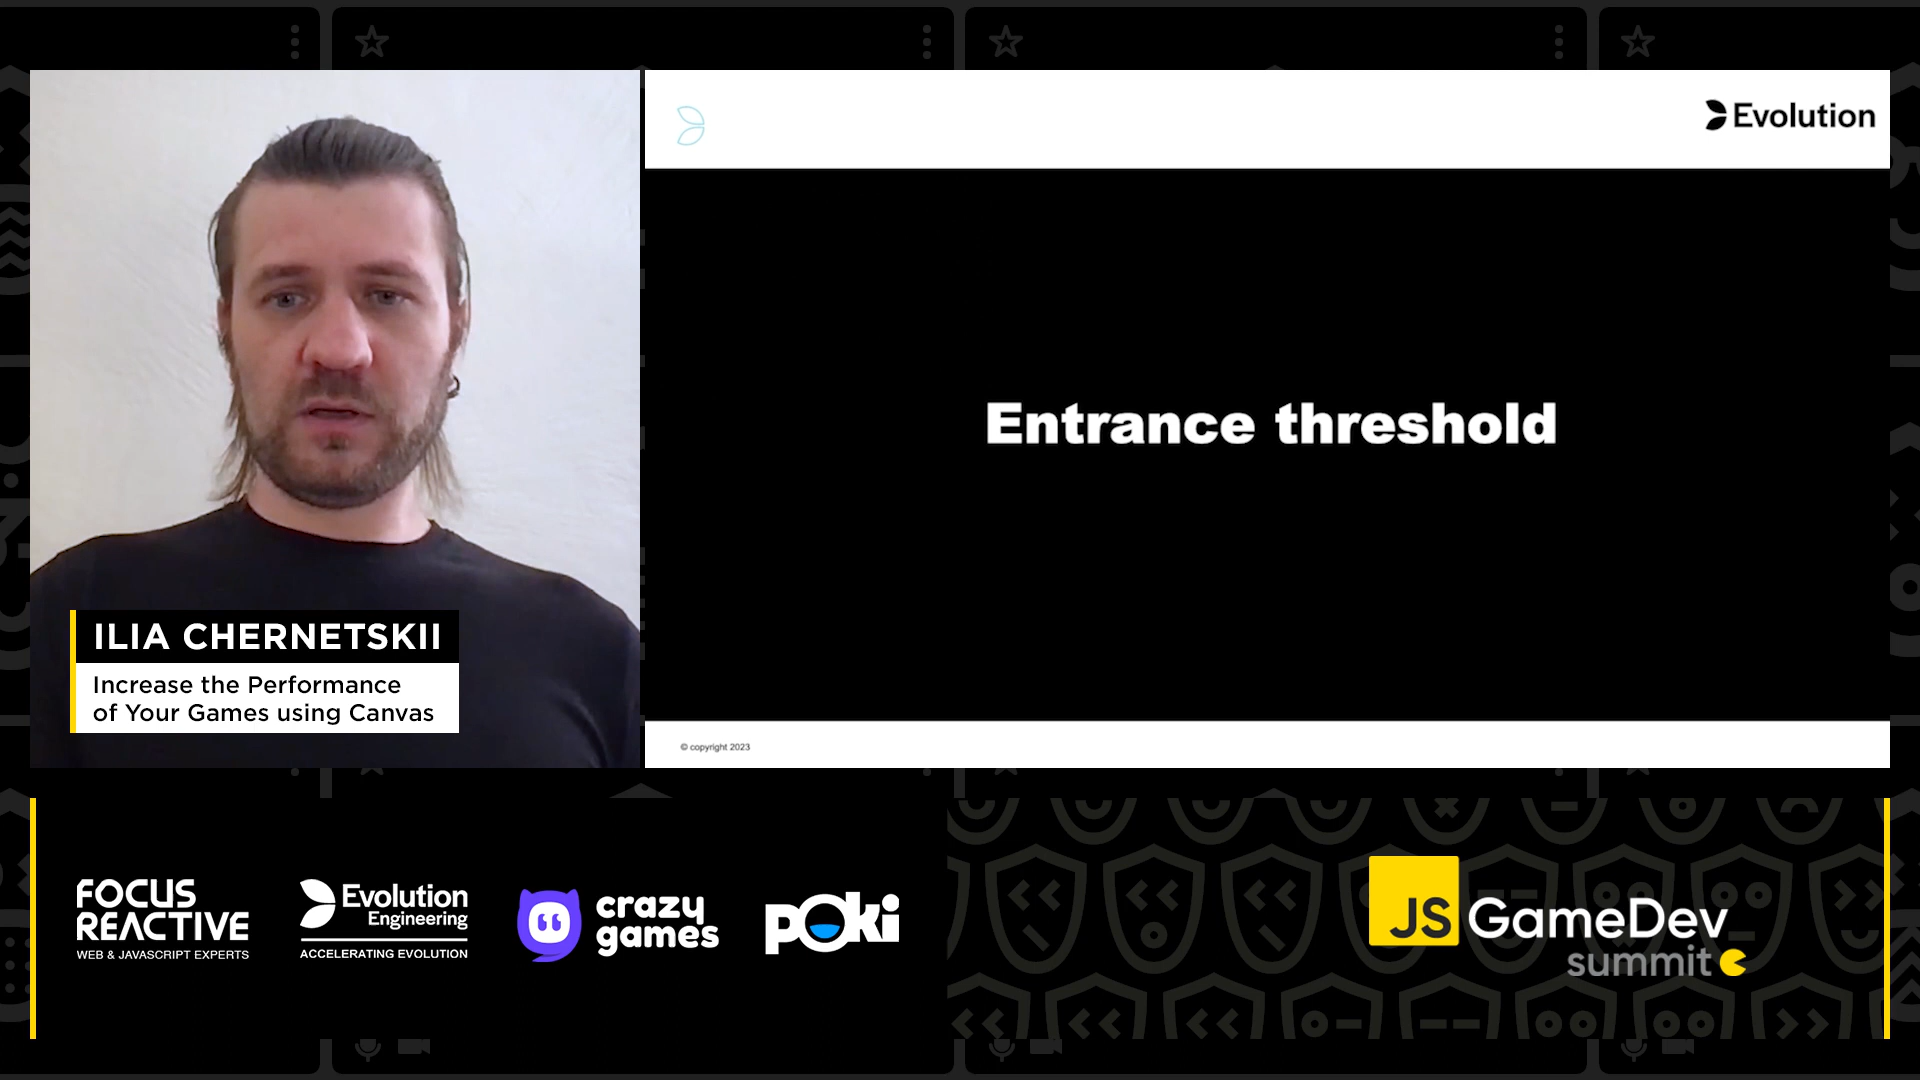 Evolution
Entrance threshold
© copyright 2023
ILIA CHERNETSKII
Increase the Performance
of Your Games using Canvas
FOCUS
REACTIVE
WEB & JAVASCRIPT EXPERTS
Evolution
Engineering
ACCELERATING EVOLUTION
crazy
games
poki
JS GameDev
summit